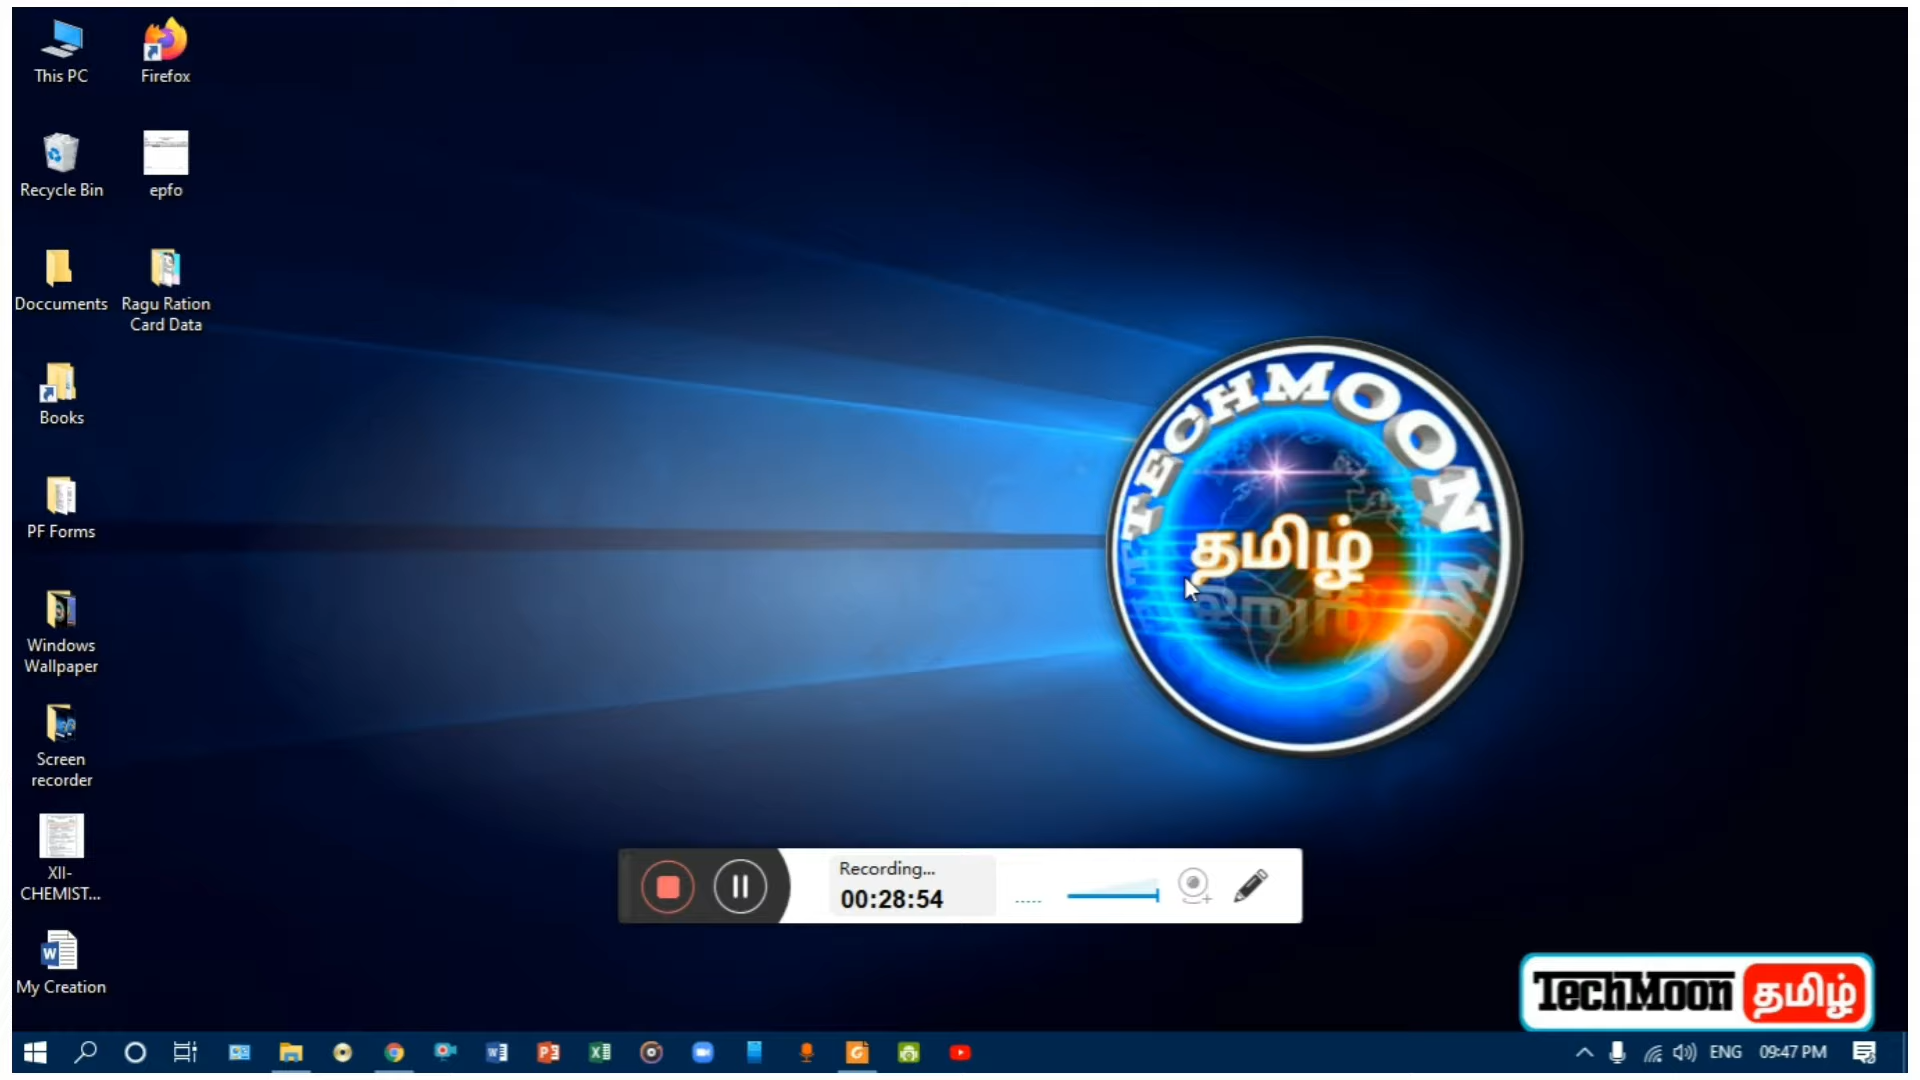 This PC
Firefox
Recycle Bin
epfo
Doccuments
Ragu Ration
Card Data
Books
PF Forms
Windows
Wallpaper
Screen
recorder
XII-
CHEMIST...
My Creation
TECHMOON
தமிழ்
Recording...
00:28:54
TechMoon தமிழ்
ENG 09:47 PM